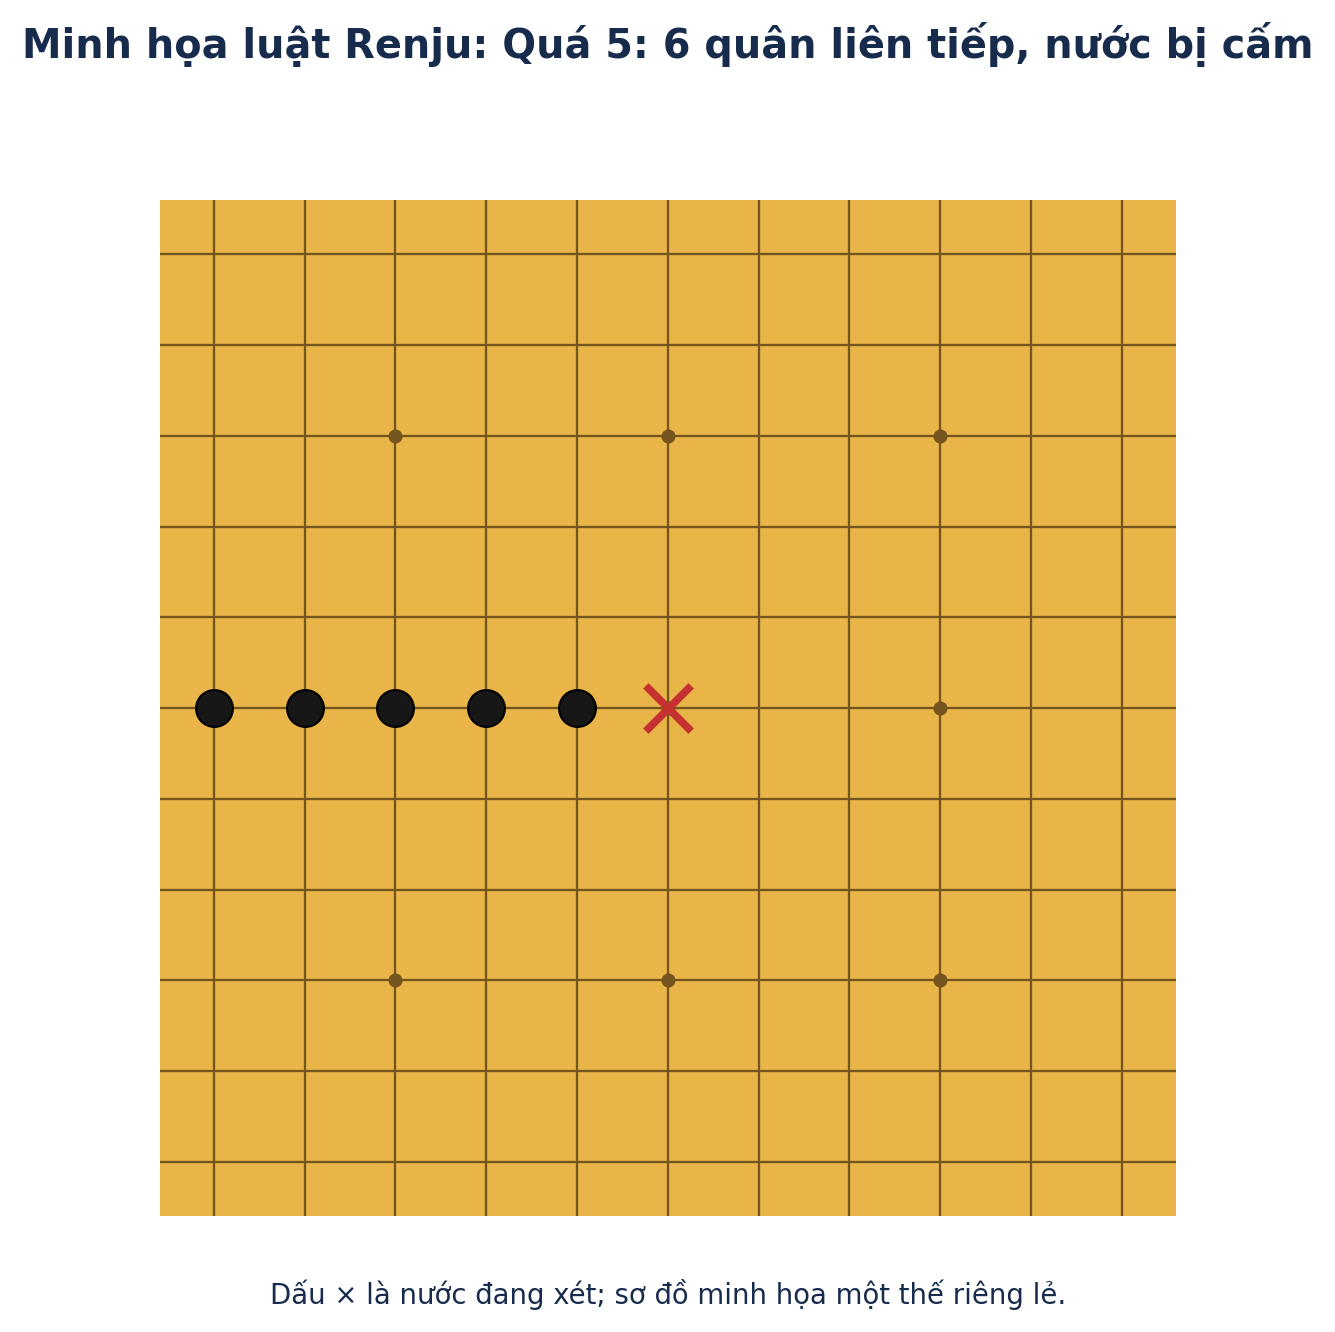 Minh họa luật Renju: Quá 5: 6 quân liên tiếp, nước bị cấm
Dấu × là nước đang xét; sơ đồ minh họa một thế riêng lẻ.